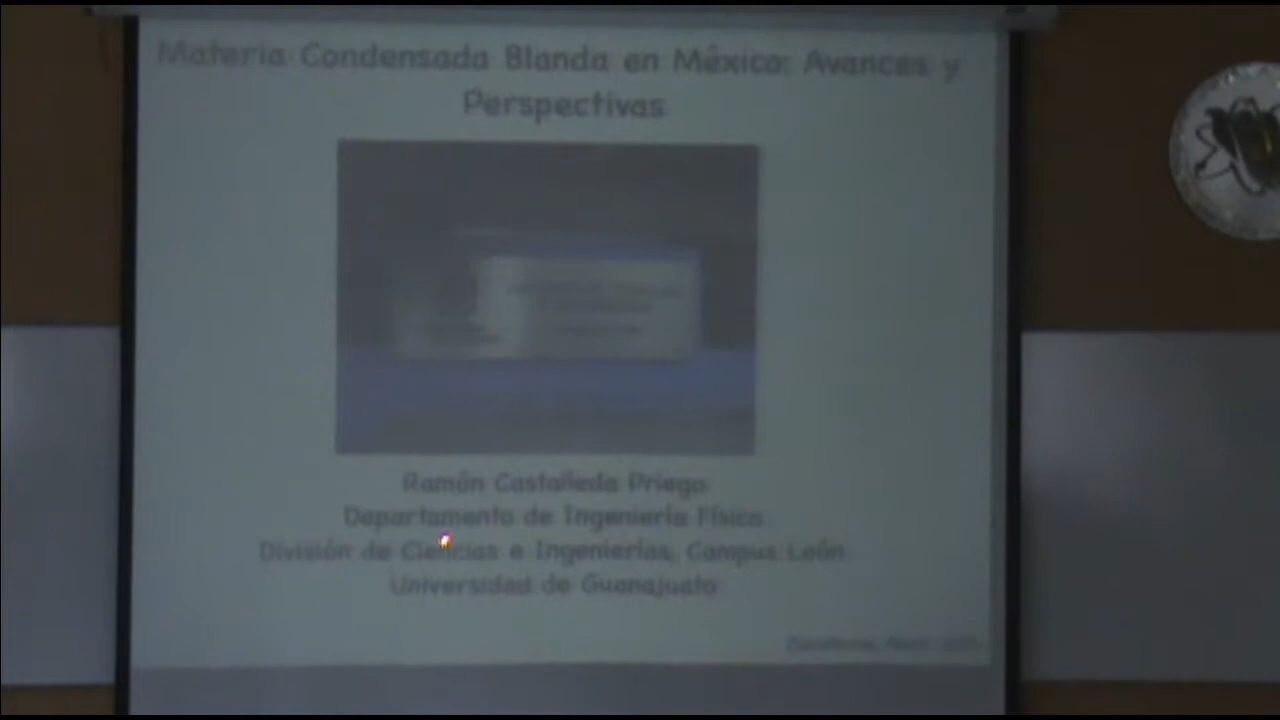 Materia Condensada Blanda en México: Avances y
Perspectivas
Ramón Castañeda Priego
Departamento de Ingeniería Física
División de Ciencias e Ingenierías, Campus León
Universidad de Guanajuato